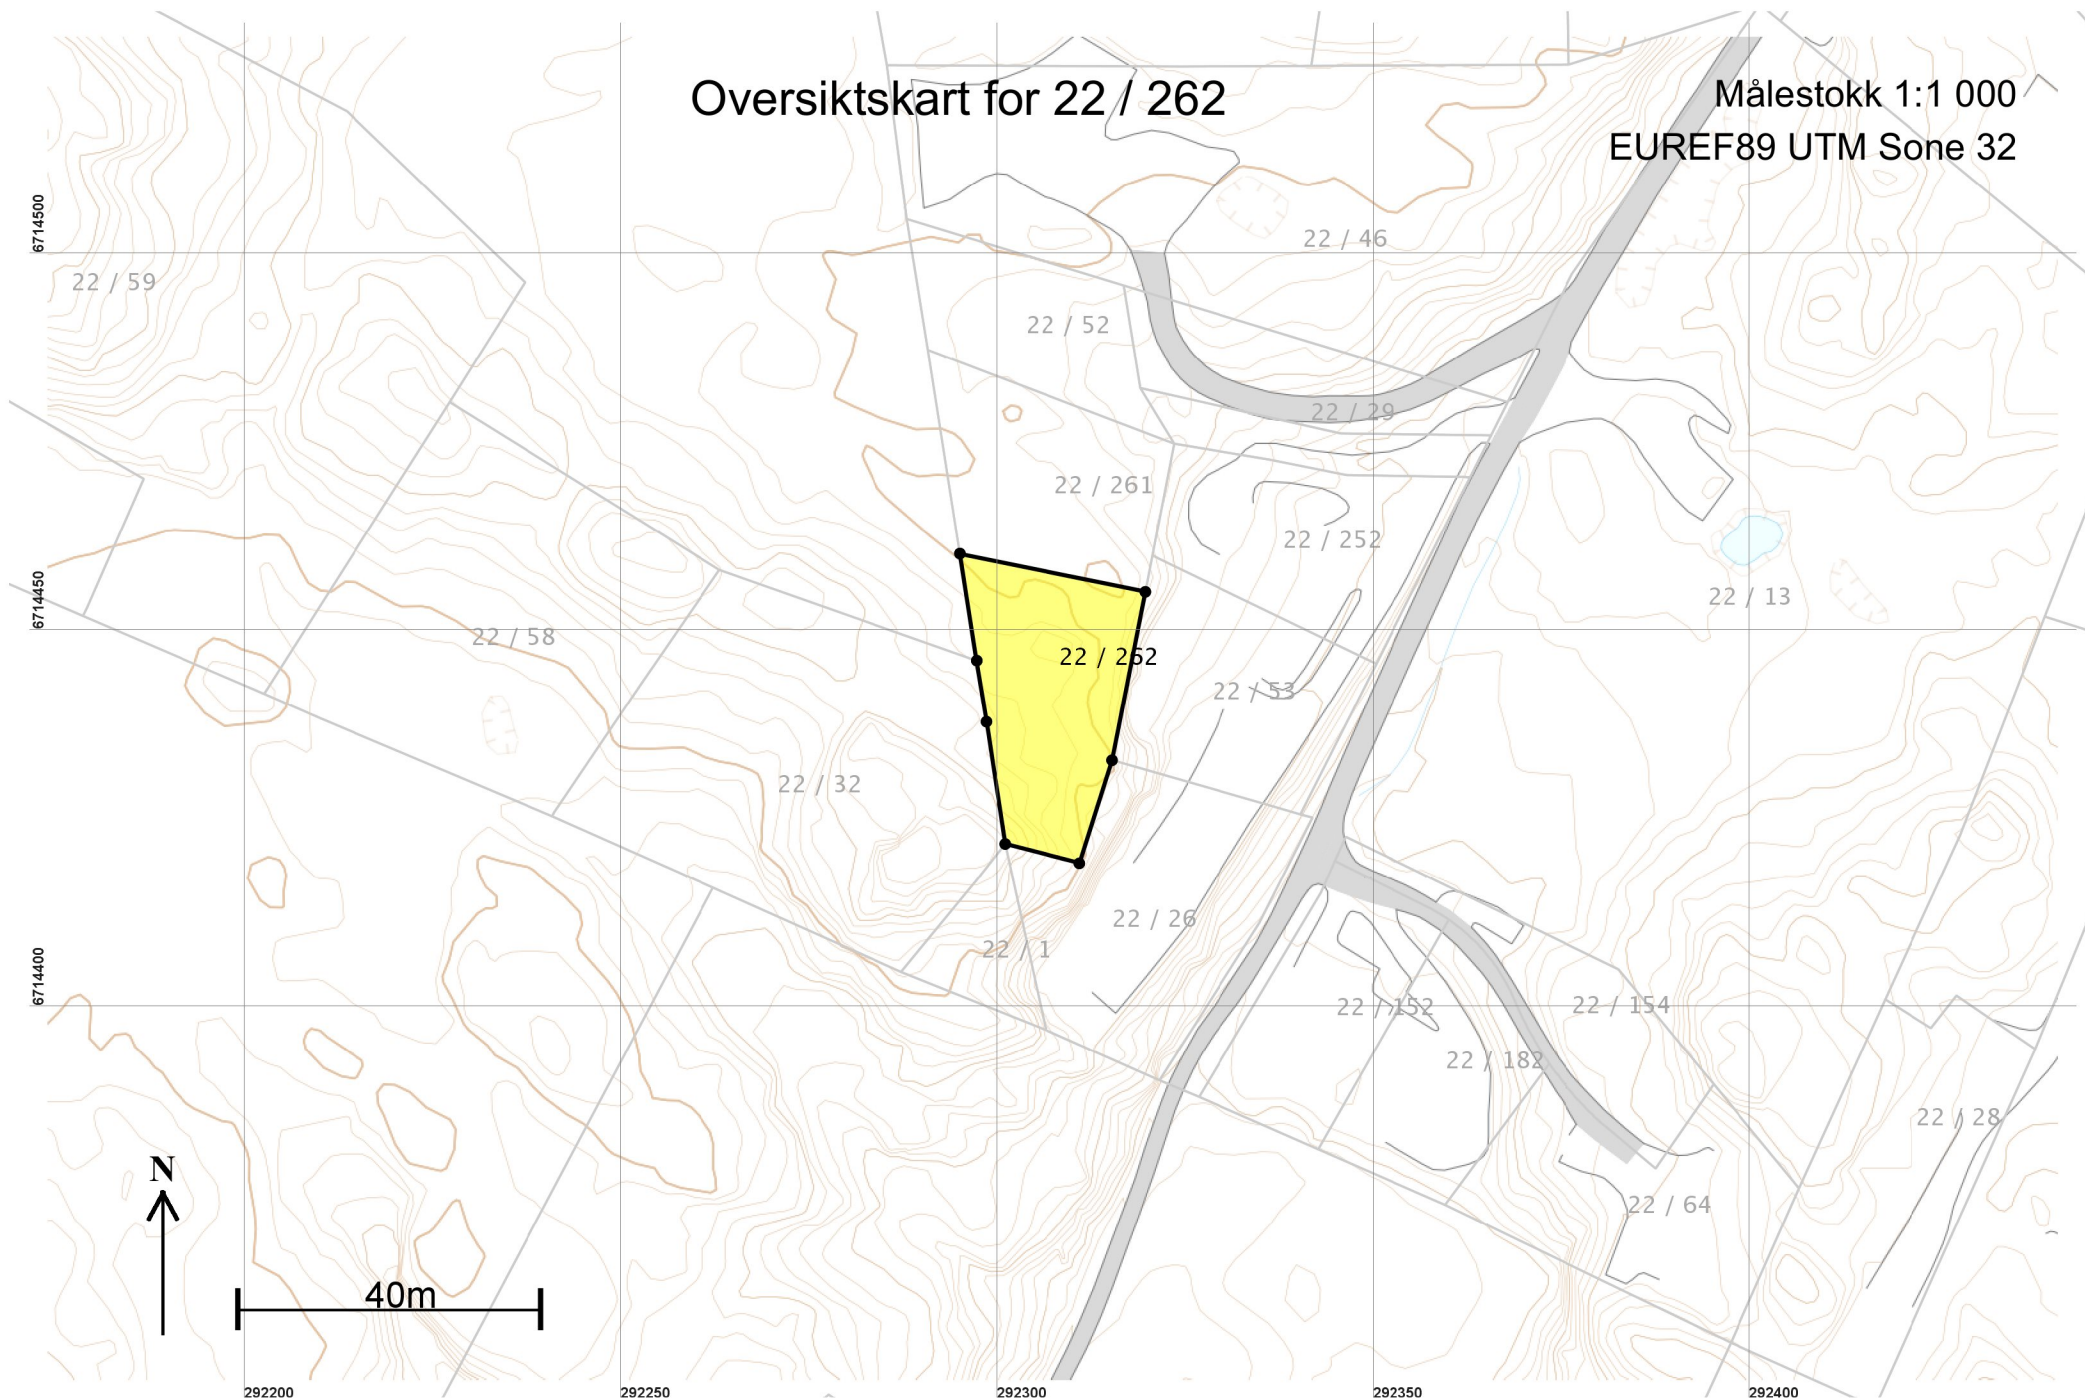 Oversiktskart for 22 / 262
Målestokk 1:1 000
EUREF89 UTM Sone 32
6714500
22 / 59
22 / 46
22 / 52
22 / 29
22 / 261
22 / 252
6714450
22 / 58
22 / 13
22 / 262
22 / 53
22 / 32
22 / 26
22 / 1
6714400
22 / 152
22 / 154
22 / 182
22 / 28
N
22 / 64
40m
292200
292250
292300
292350
292400